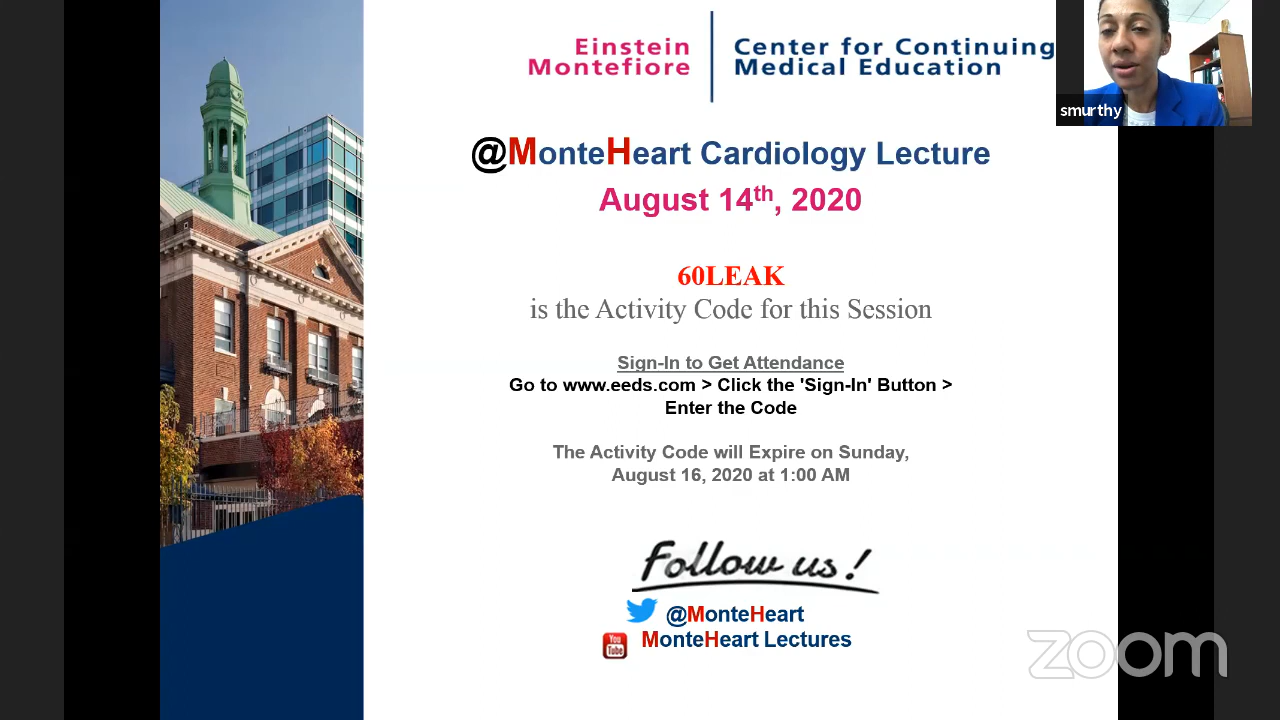 Einstein
Montefiore
Center for Continuing
Medical Education
smurthy
@MonteHeart Cardiology Lecture
August 14th, 2020
60LEAK
is the Activity Code for this Session
Sign-In to Get Attendance
Go to www.eeds.com > Click the 'Sign-In' Button >
Enter the Code
The Activity Code will Expire on Sunday,
August 16, 2020 at 1:00 AM
Follow us!
@MonteHeart
You
Tube
MonteHeart Lectures
zoom